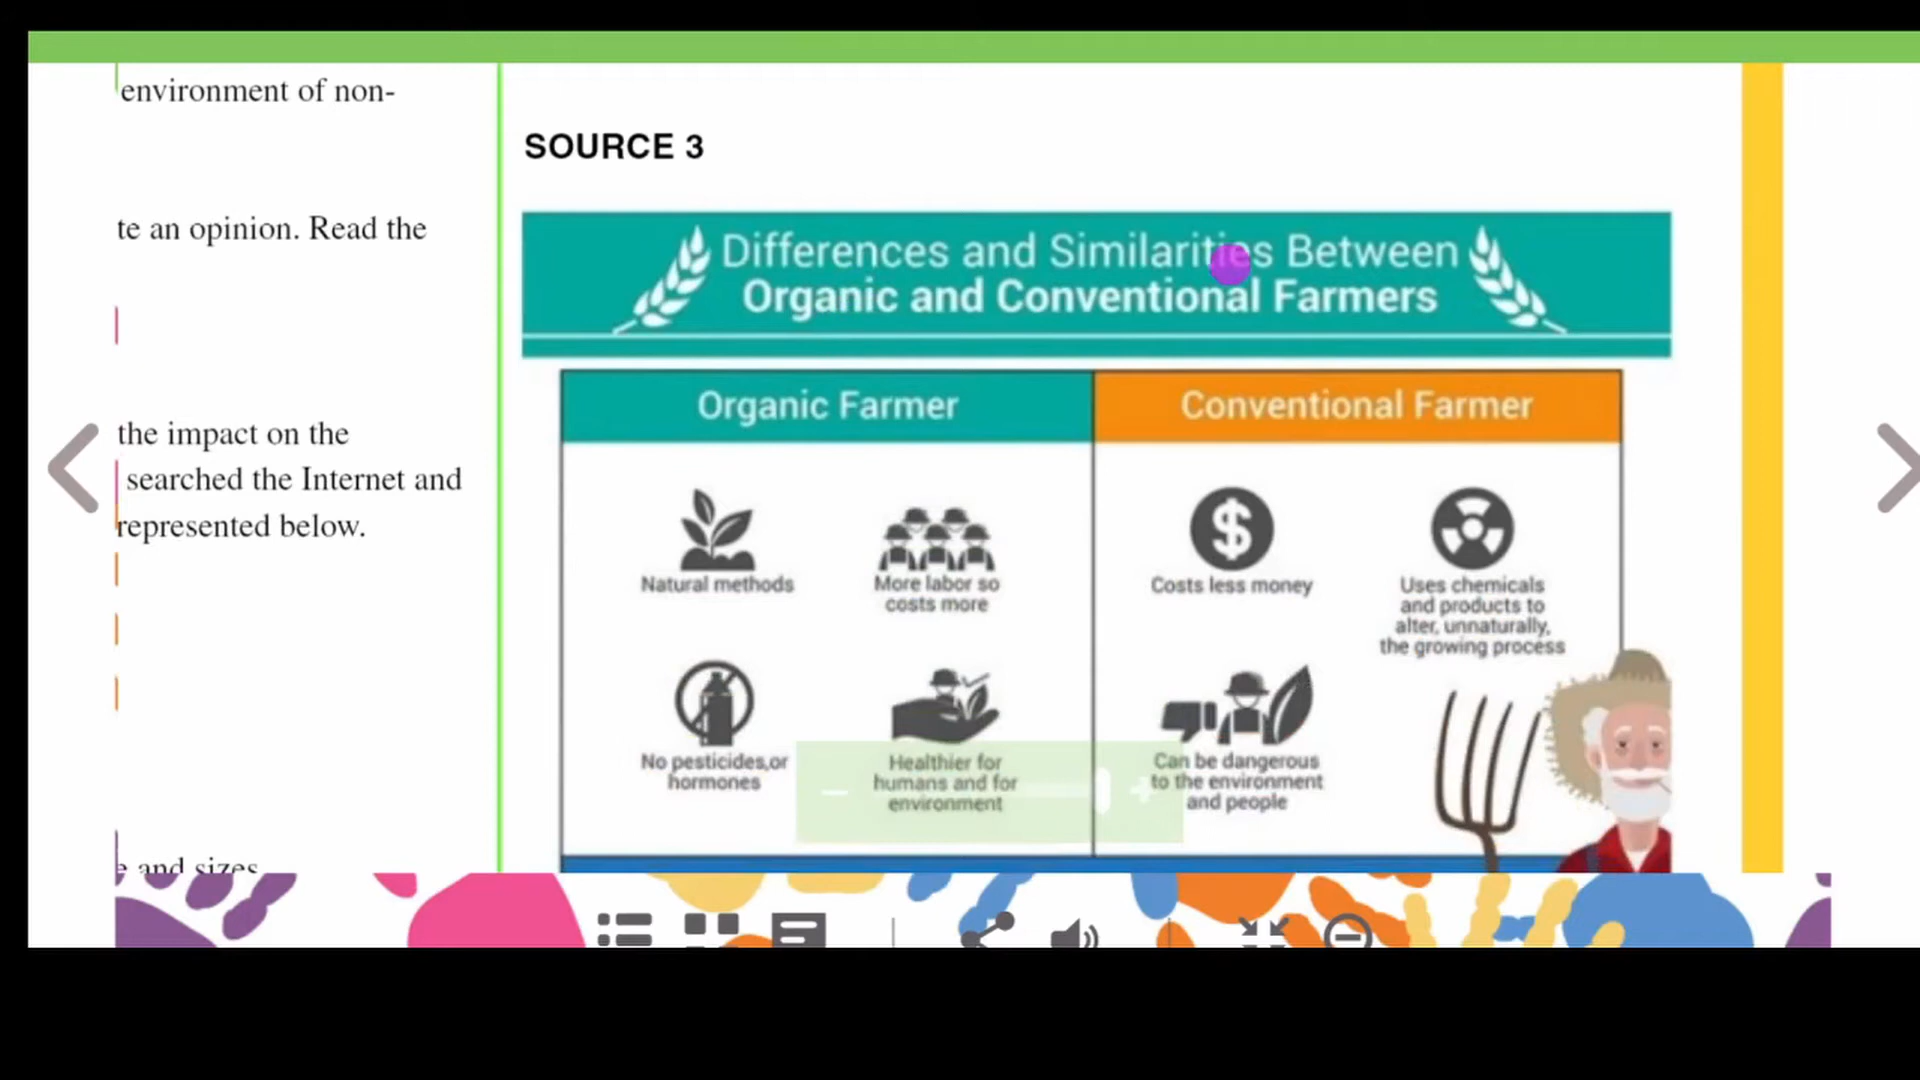 environment of non-
te an opinion. Read the
the impact on the
searched the Internet and
represented below.
e and sizes
SOURCE 3
Differences and Similarities Between
Organic and Conventional Farmers
Organic Farmer
Natural methods
More labor so
costs more
No pesticides,or
hormones
Healthier for
humans and for
environment
Conventional Farmer
Costs less money
Uses chemicals
and products to
alter, unnaturally,
the growing process
Can be dangerous
to the environment
and people